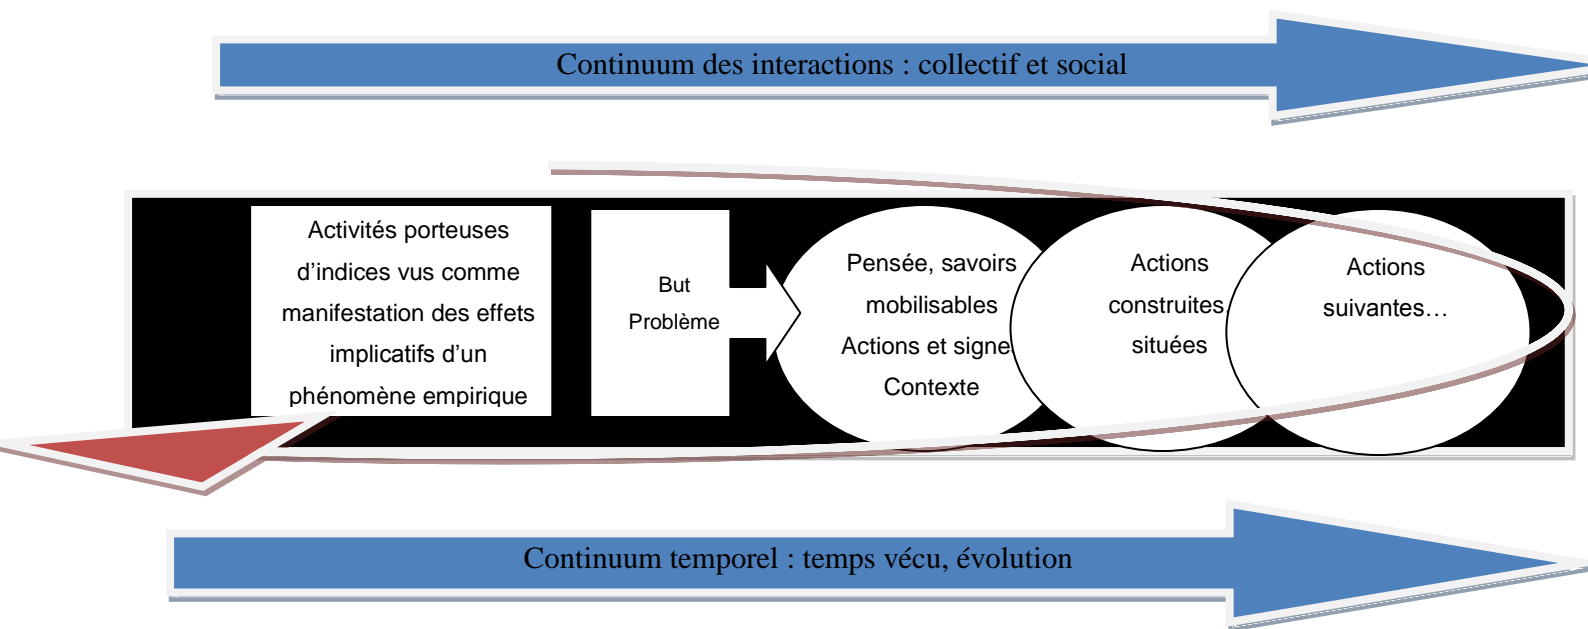 Continuum des interactions : collectif et social
Activités porteuses
d’indices vus comme
manifestation des effets
implicatifs d’un
phénomène empirique
But
Problème
Pensée, savoirs
mobilisables
Actions et signe
Contexte
Actions
construites,
situées
Actions
suivantes…
Continuum temporel : temps vécu, évolution